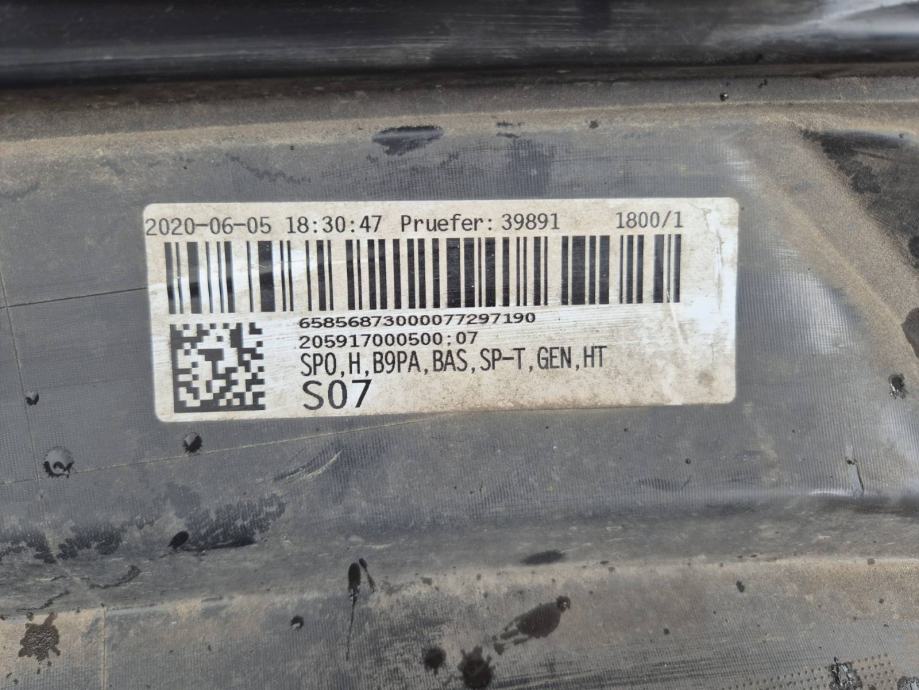 2020-06-05 18:30:47 Pruefer: 39891 1800/1
65856873000077297190
205917000500:07
SPO,H,B9PA,BAS,SP-T,GEN,HT
S07